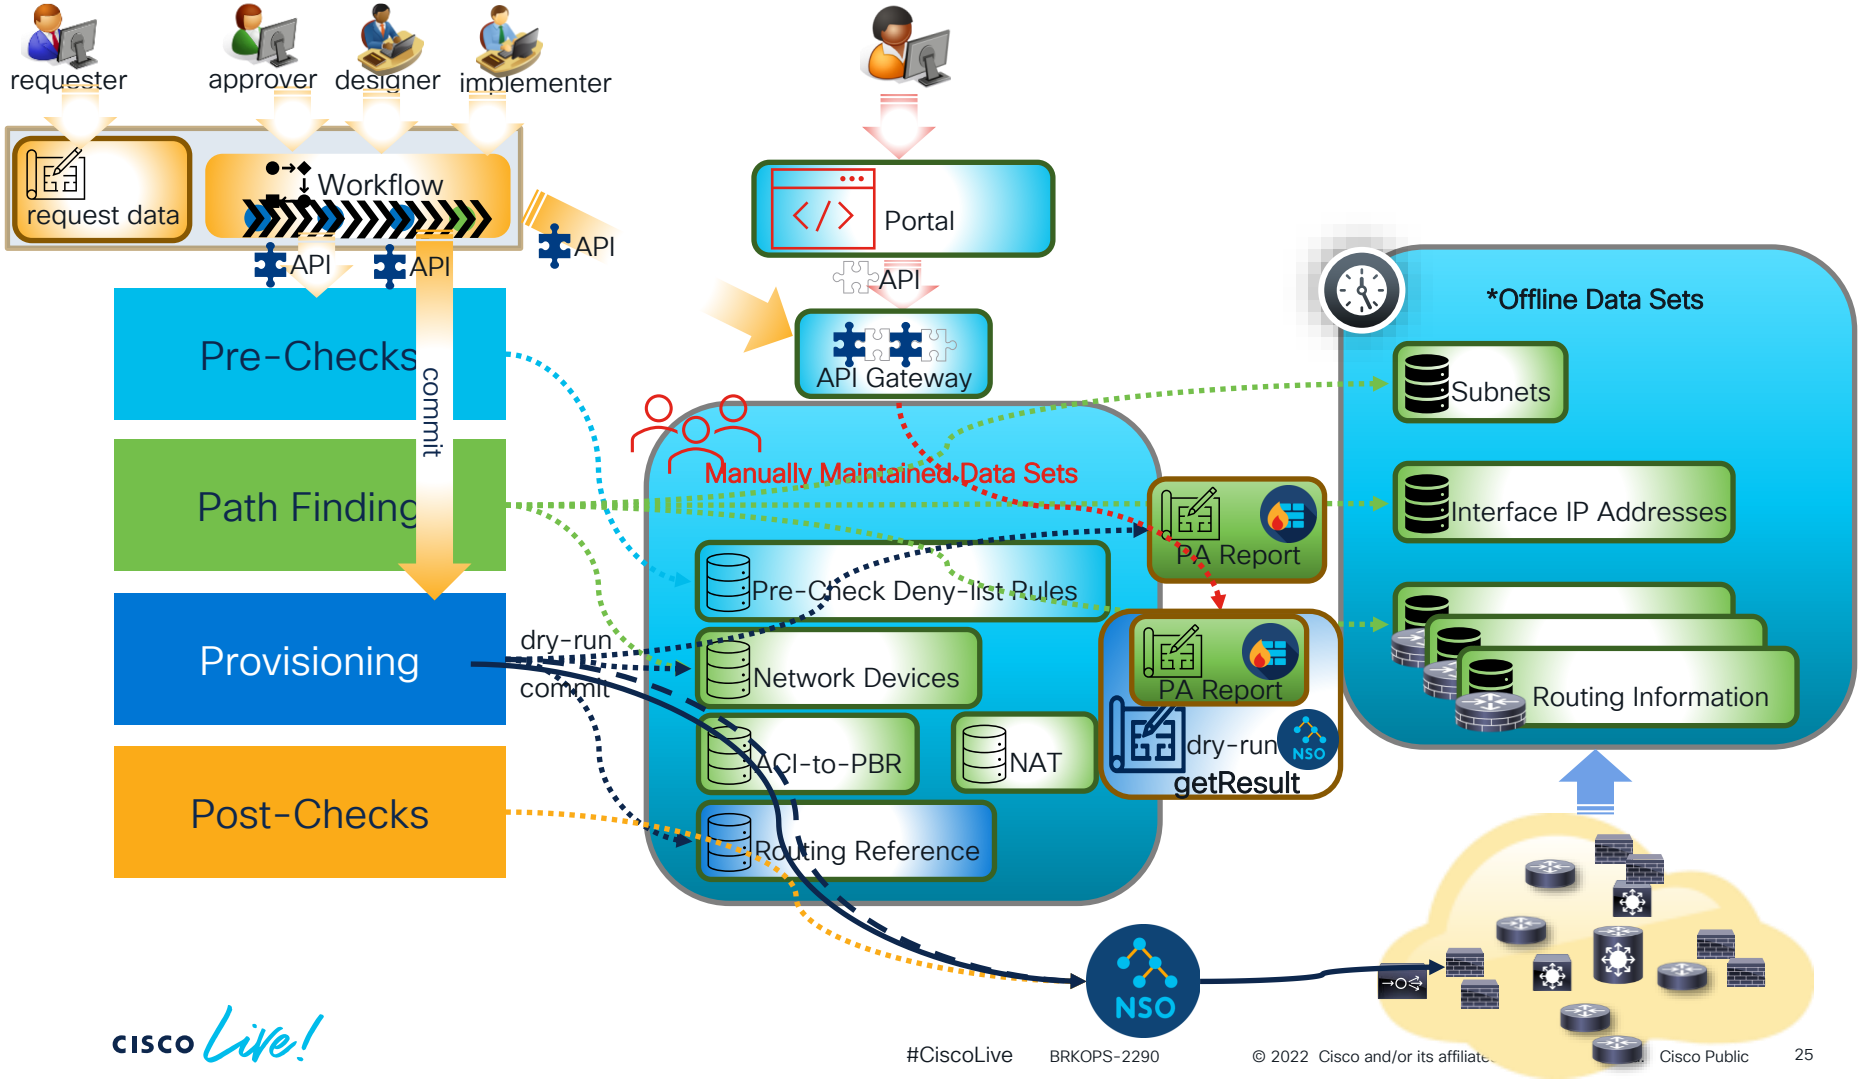 requester
approver
designer
implementer
request data
Workflow
API
API
API
Portal
API
API Gateway
*Offline Data Sets
Subnets
Interface IP Addresses
Routing Information
Pre-Checks
commit
Path Finding
Provisioning
Post-Checks
dry-run
commit
Manually Maintained Data Sets
Pre-Check Deny-list Rules
Network Devices
ACI-to-PBR
NAT
Routing Reference
PA Report
PA Report
dry-run
NSO
getResult
NSO
CISCO Live!
#CiscoLive
BRKOPS-2290
© 2022 Cisco and/or its affiliates
Cisco Public
25